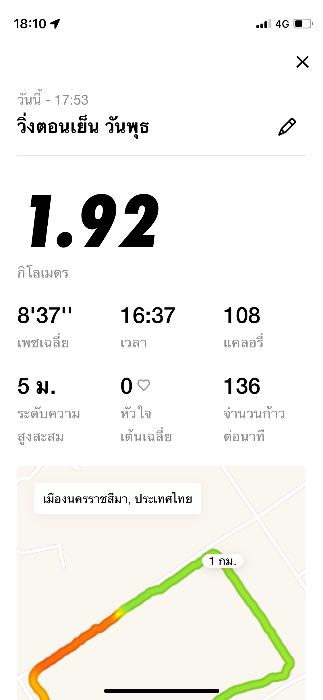 18:10
4G
วันนี้ - 17:53
วิ่งตอนเย็น วันพุธ
1.92
กิโลเมตร
8'37'' 16:37 108
เพซเฉลี่ย เวลา แคลอรี่
5 ม. 0 136
ระดับความ หัวใจ จำนวนก้าว
สูงสะสม เต้นเฉลี่ย ต่อนาที
เมืองนครราชสีมา, ประเทศไทย
1 กม.